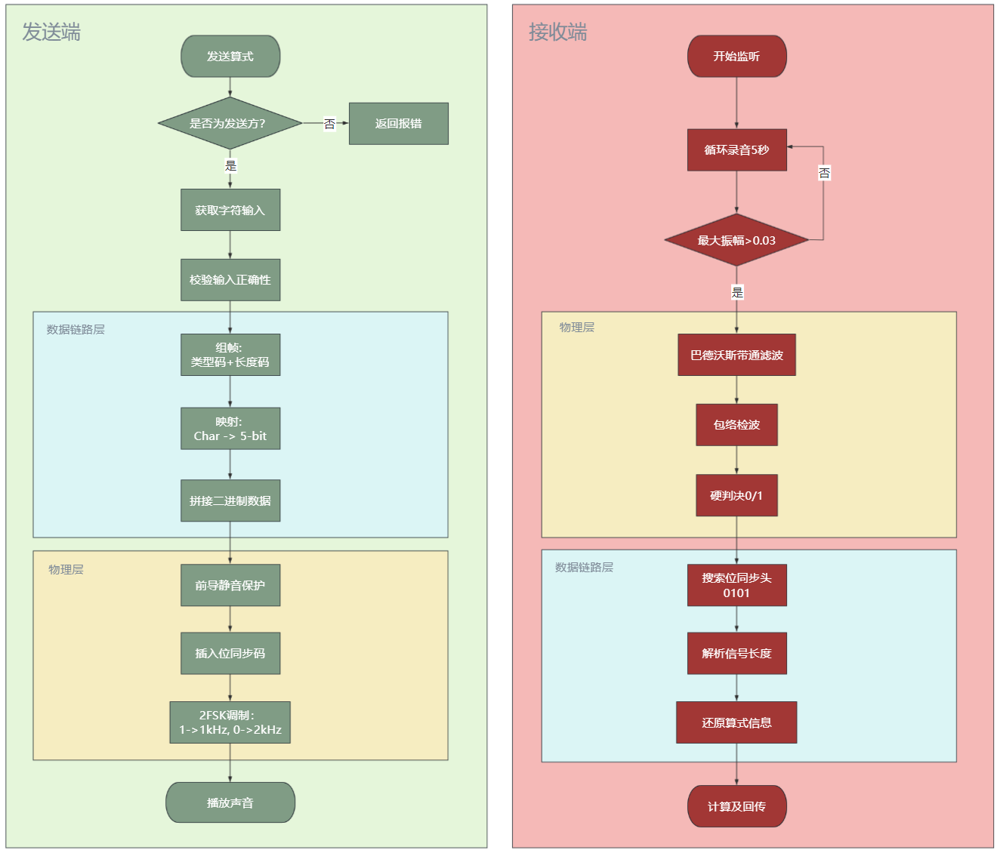 发送端
发送算式
是否为发送方?
否
返回报错
是
获取字符输入
校验输入正确性
数据链路层
组帧:
类型码+长度码
映射:
Char -> 5-bit
拼接二进制数据
物理层
前导静音保护
插入位同步码
2FSK调制:
1->1kHz, 0->2kHz
播放声音
接收端
开始监听
循环录音5秒
否
最大振幅>0.03
是
物理层
巴德沃斯带通滤波
包络检波
硬判决0/1
数据链路层
搜索位同步头
0101
解析信号长度
还原算式信息
计算及回传